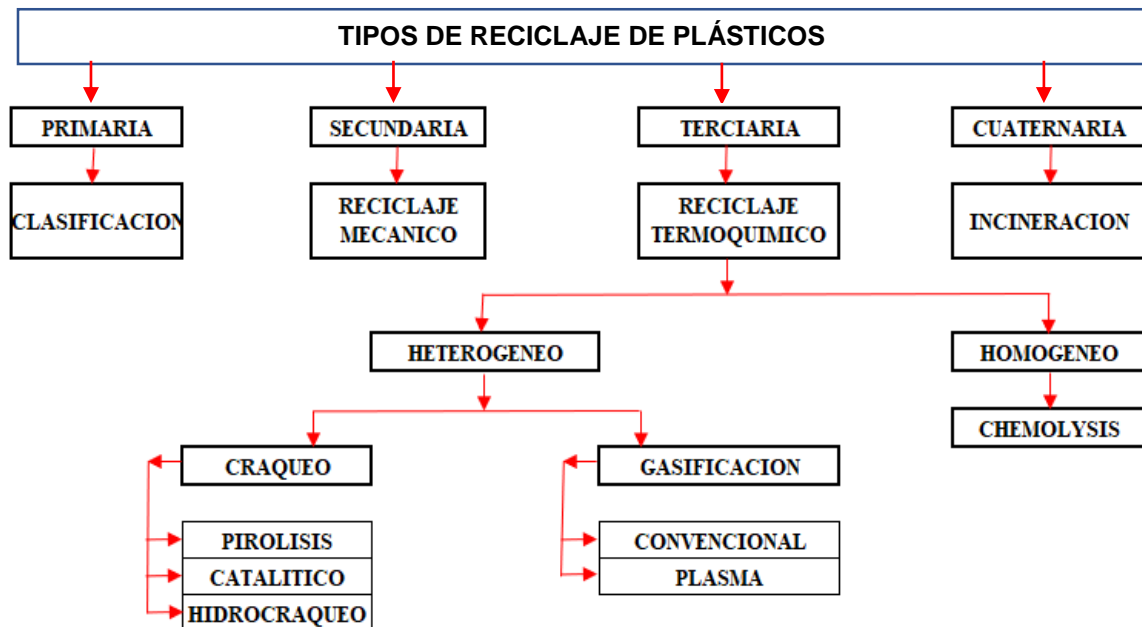 TIPOS DE RECICLAJE DE PLÁSTICOS
PRIMARIA
SECUNDARIA
TERCIARIA
CUATERNARIA
CLASIFICACION
RECICLAJE
MECANICO
RECICLAJE
TERMOQUIMICO
INCINERACION
HETEROGENEO
HOMOGENEO
CHEMOLYSIS
CRAQUEO
GASIFICACION
PIROLISIS
CATALITICO
HIDROCRAQUEO
CONVENCIONAL
PLASMA